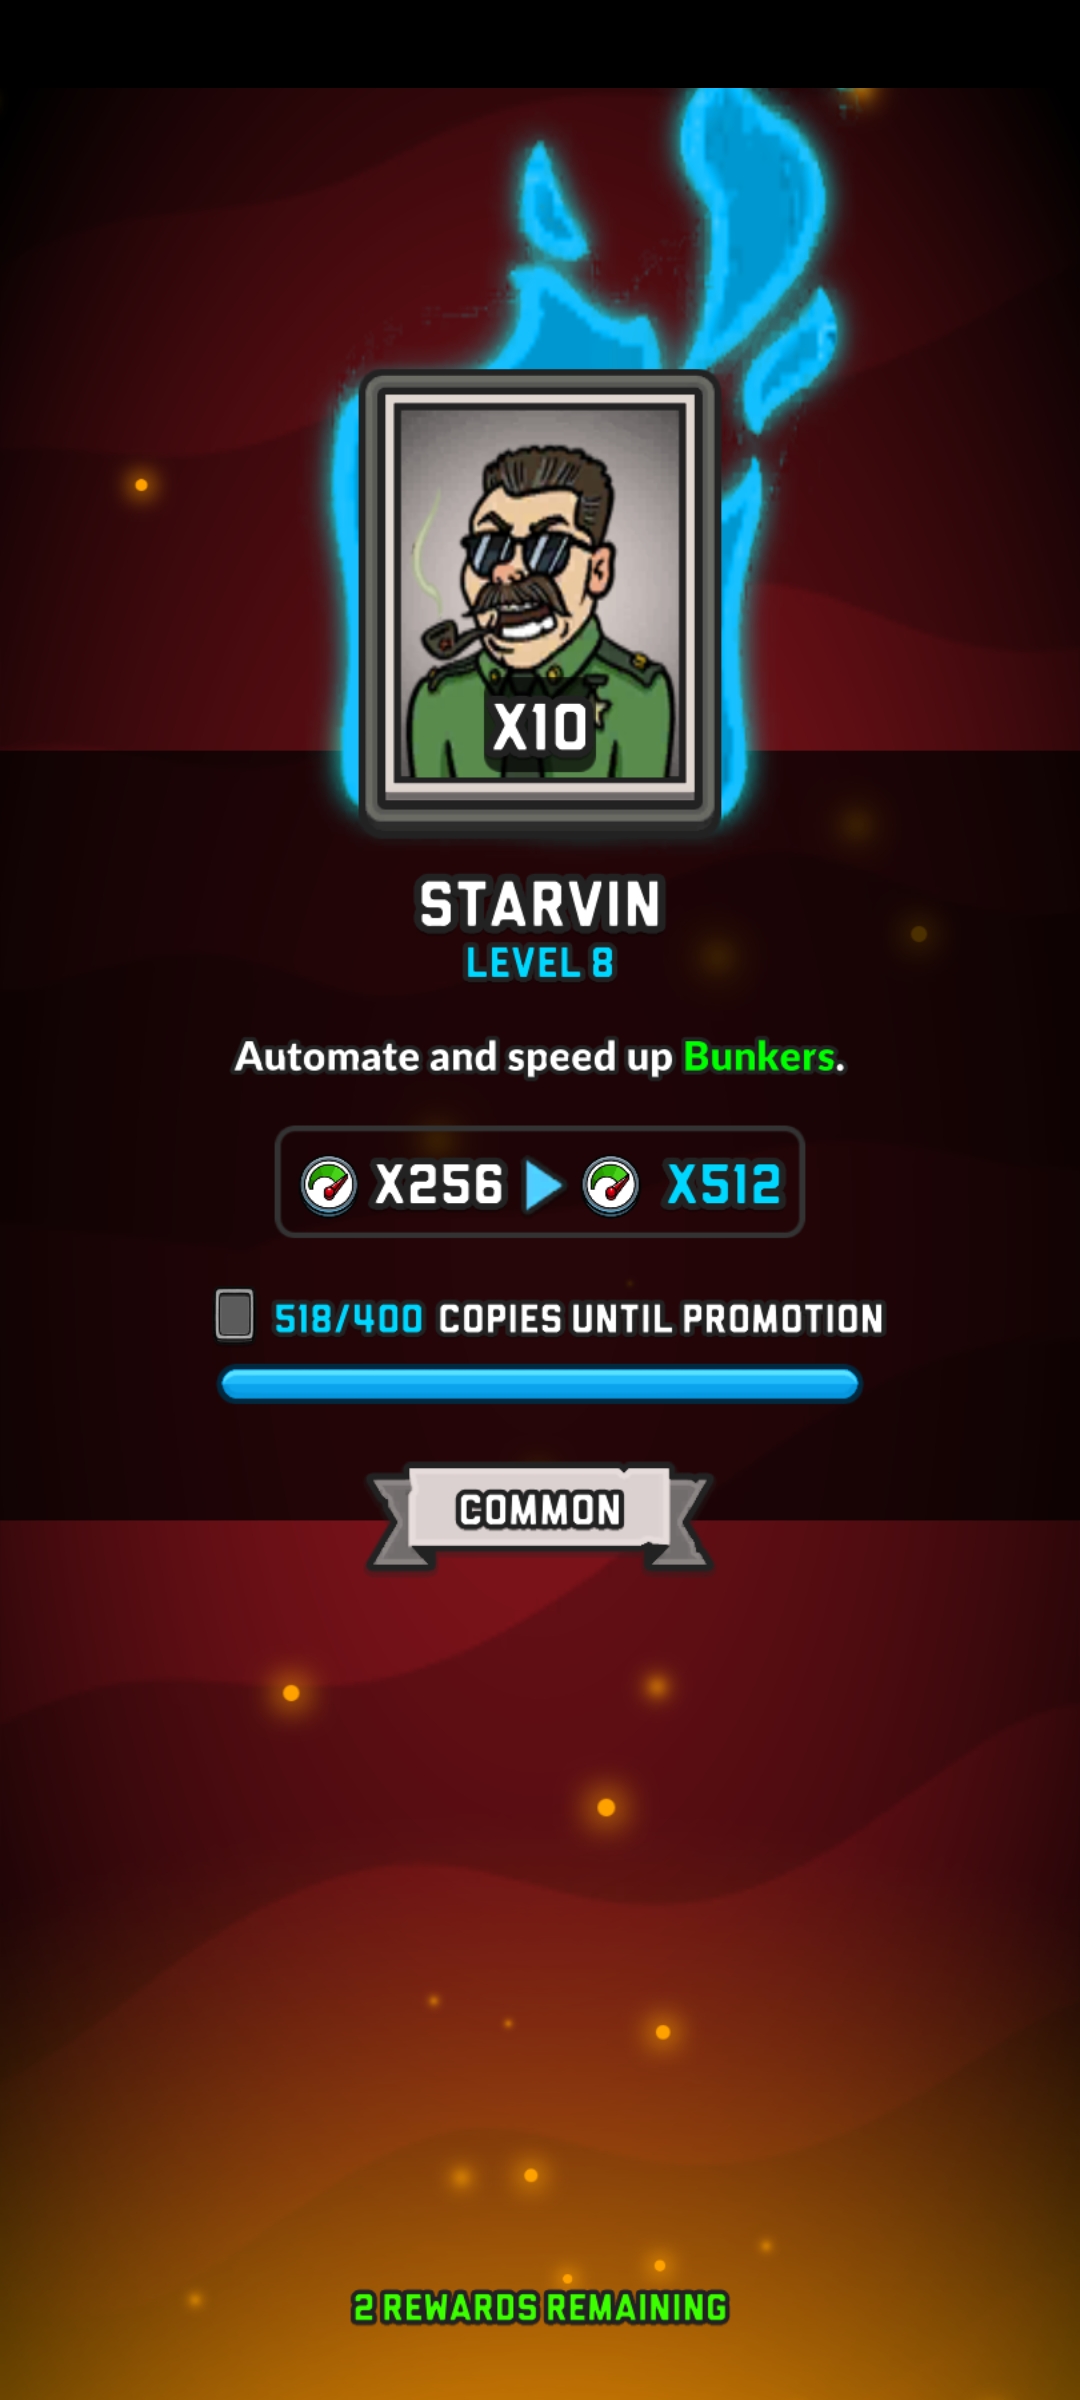 X10
STARVIN
LEVEL 8
Automate and speed up Bunkers.
X256 X512
518/400 COPIES UNTIL PROMOTION
COMMON
2 REWARDS REMAINING